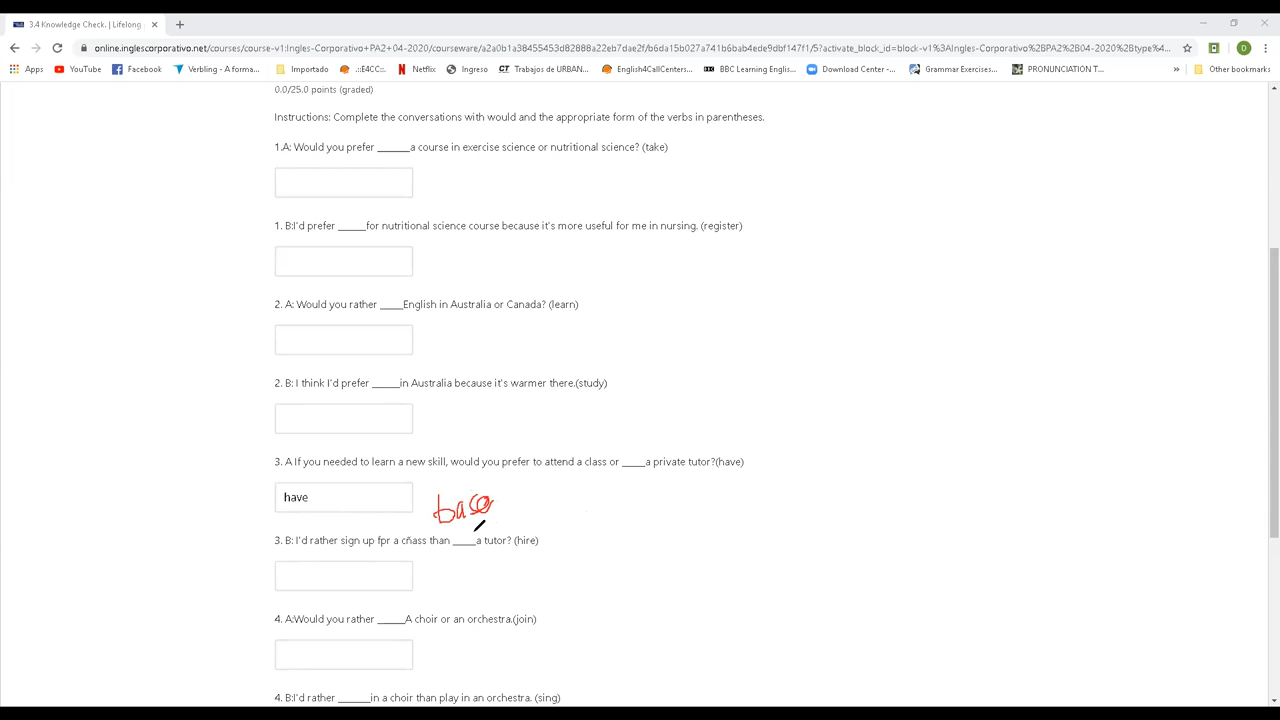 3.4 Knowledge Check. | Lifelong
online.inglescorporativo.net/courses/course-v1:Ingles-Corporativo+PA2+04-2020/courseware/a2a0b1a38455453d82888a22eb7dae2f/b6da15b027a741b6bab4ede9dbf147f1/5?activate_block_id=block-v1%3AIngles-Corporativo%2BPA2%2B04-2020%2Btype%4...
Apps YouTube Facebook Verbling - A forma... Importado .::E4CC::. Netflix Ingreso Trabajos de URBAN... English4CallCenters... BBC Learning Englis... Download Center -... Grammar Exercises... PRONUNCIATION T... » Other bookmarks
0.0/25.0 points (graded)
Instructions: Complete the conversations with would and the appropriate form of the verbs in parentheses.
1.A: Would you prefer ______a course in exercise science or nutritional science? (take)
1. B:I'd prefer _____for nutritional science course because it's more useful for me in nursing. (register)
2. A: Would you rather ____English in Australia or Canada? (learn)
2. B: I think I'd prefer _____in Australia because it's warmer there.(study)
3. A If you needed to learn a new skill, would you prefer to attend a class or ____a private tutor?(have)
have
base
3. B: I'd rather sign up fpr a cñass than ____a tutor? (hire)
4. A:Would you rather _____A choir or an orchestra.(join)
4. B:I'd rather ______in a choir than play in an orchestra. (sing)